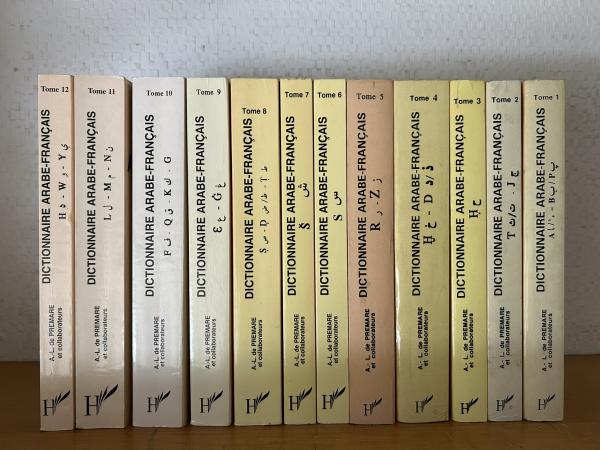 Tome 12
DICTIONNAIRE ARABE-FRANÇAIS
H ه - W و - Y ي
A.-L. de PREMARE
et collaborateurs
H
Tome 11
DICTIONNAIRE ARABE-FRANÇAIS
L ل - M م - N ن
A.-L. de PREMARE
et collaborateurs
H
Tome 10
DICTIONNAIRE ARABE-FRANÇAIS
F ف - Q ق - K ك - G
A.-L. de PREMARE
et collaborateurs
H
Tome 9
DICTIONNAIRE ARABE-FRANÇAIS
ع - Ġ غ
A.-L. de PREMARE
et collaborateurs
H
Tome 8
DICTIONNAIRE ARABE-FRANÇAIS
Ṣ ص - Ḍ ض/ظ - Ṭ ط
A.-L. de PREMARE
et collaborateurs
H
Tome 7
DICTIONNAIRE ARABE-FRANÇAIS
ش
A.-L. de PREMARE
et collaborateurs
H
Tome 6
DICTIONNAIRE ARABE-FRANÇAIS
S س
A.-L. de PREMARE
et collaborateurs
H
Tome 5
DICTIONNAIRE ARABE-FRANÇAIS
R ر - Z ز
A.-L. de PREMARE
et collaborateurs
H
Tome 4
DICTIONNAIRE ARABE-FRANÇAIS
Ḫ خ - D د/ذ
A.-L. de PREMARE
et collaborateurs
H
Tome 3
DICTIONNAIRE ARABE-FRANÇAIS
Ḥ ح
A.-L. de PREMARE
et collaborateurs
H
Tome 2
DICTIONNAIRE ARABE-FRANÇAIS
T ت/ث - J ج
A.-L. de PREMARE
et collaborateurs
H
Tome 1
DICTIONNAIRE ARABE-FRANÇAIS
A ا/ء - B ب/P پ
A.-L. de PREMARE
et collaborateurs
H